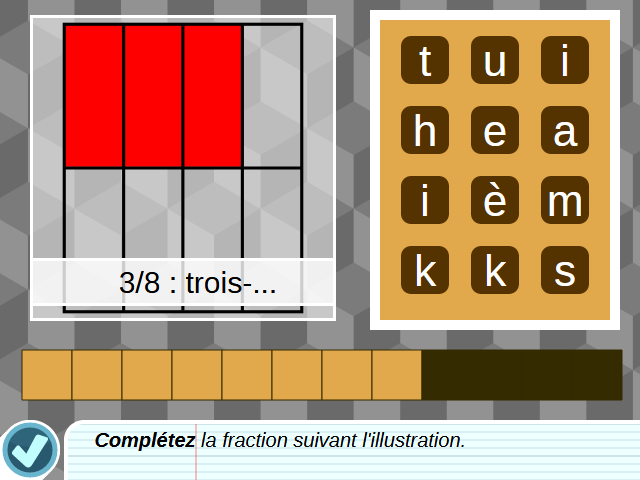 3/8 : trois-...
t u i
h e a
i è m
k k s
Complétez la fraction suivant l'illustration.